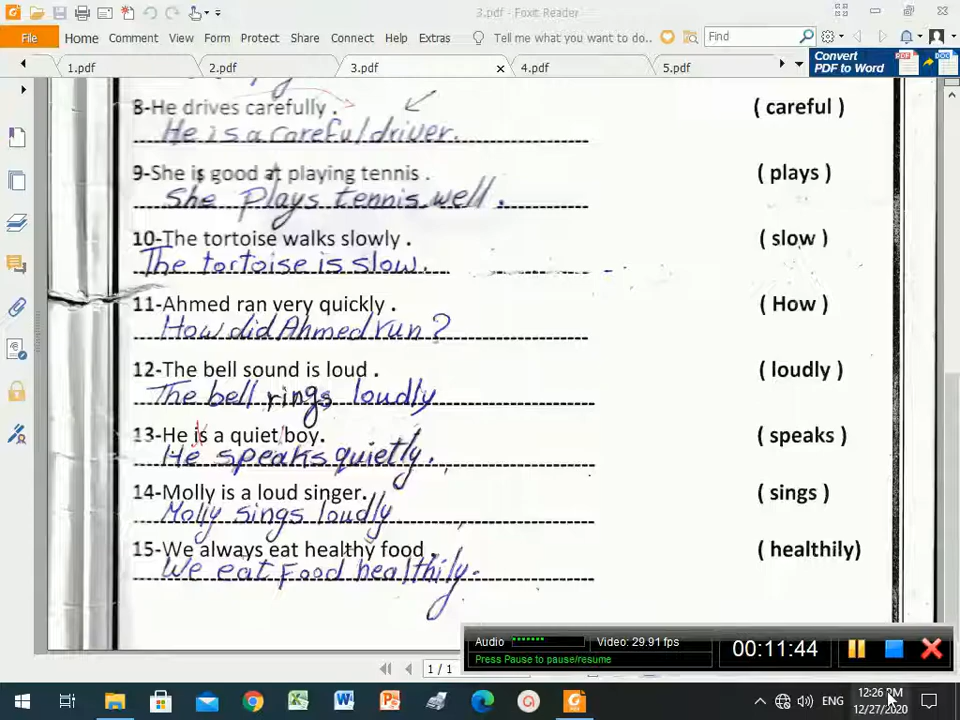 3.pdf - Foxit Reader
File Home Comment View Form Protect Share Connect Help Extras Tell me what you want to do.. Find
1.pdf 2.pdf 3.pdf 4.pdf 5.pdf
Convert
PDF to Word
8-He drives carefully . ( careful )
He is a careful driver.
9-She is good at playing tennis . ( plays )
She Plays tennis well .
10-The tortoise walks slowly . ( slow )
The tortoise is slow.
11-Ahmed ran very quickly . ( How )
How did Ahmed run ?
12-The bell sound is loud . ( loudly )
The bell rings loudly
13-He is a quiet boy. ( speaks )
He speaks quietly.
14-Molly is a loud singer. ( sings )
Molly sings loudly
15-We always eat healthy food . ( healthily)
We eat Food healthily.
Audio Video: 29.91 fps 00:11:44
Press Pause to pause/resume
1 / 1
ENG 12:26 PM
12/27/2020